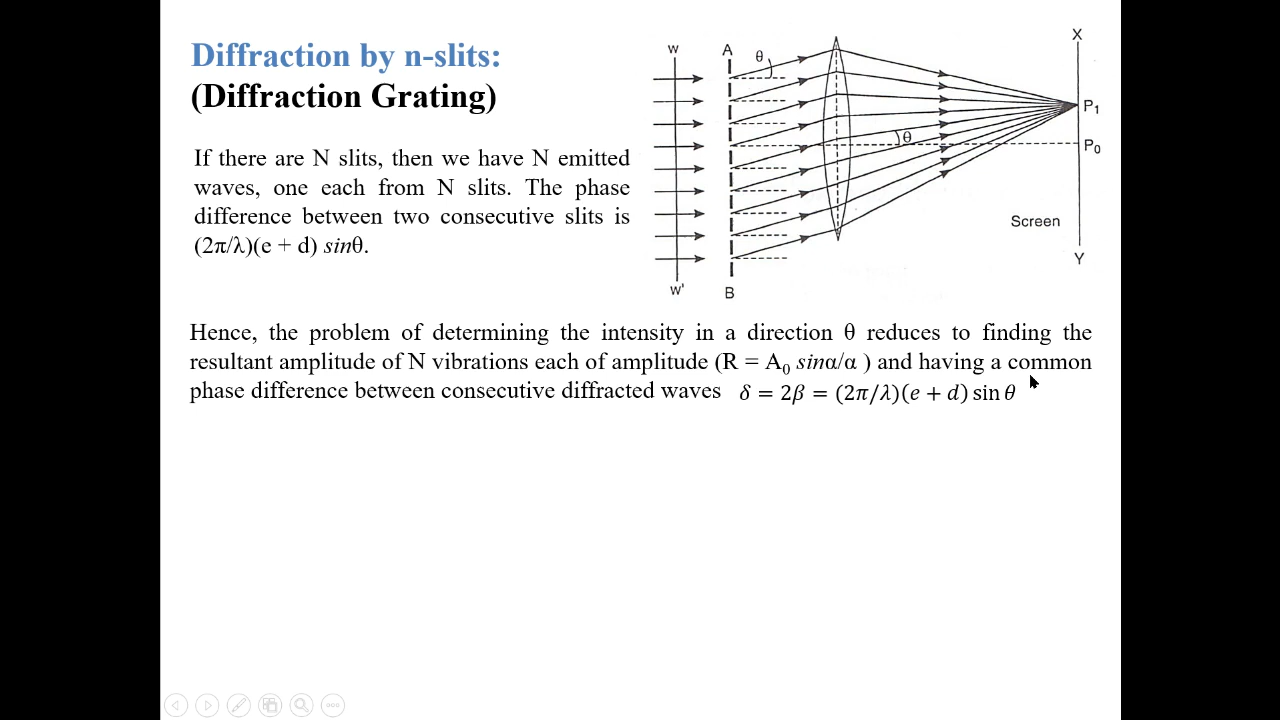 Diffraction by n-slits:
(Diffraction Grating)
If there are N slits, then we have N emitted
waves, one each from N slits. The phase
difference between two consecutive slits is
(2π/λ)(e + d) sinθ.
w
A
θ
X
P₁
θ
P₀
Screen
Y
w'
B
Hence, the problem of determining the intensity in a direction θ reduces to finding the
resultant amplitude of N vibrations each of amplitude (R = A₀ sinα/α ) and having a common
phase difference between consecutive diffracted waves δ = 2β = (2π/λ)(e + d) sin θ